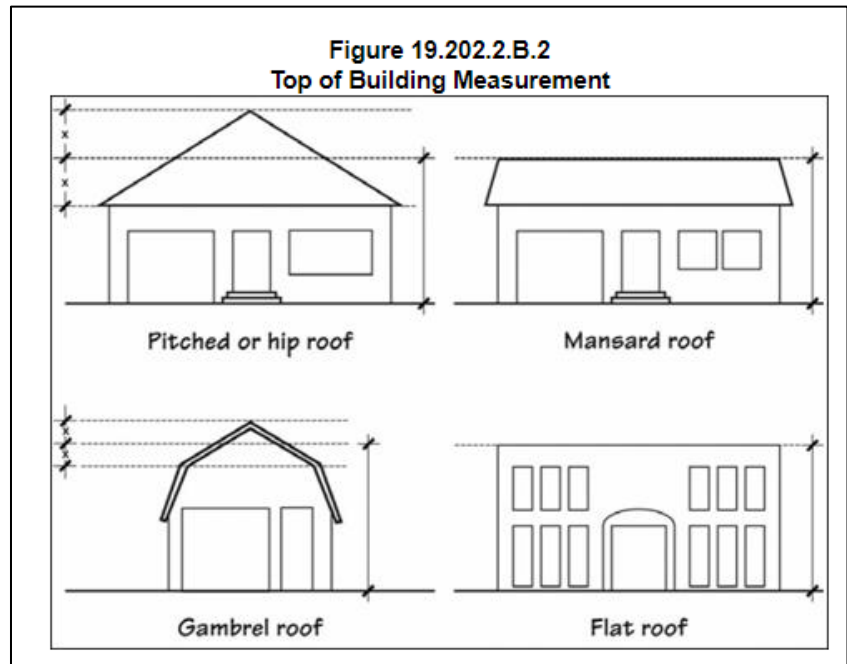 Figure 19.202.2.B.2
Top of Building Measurement
x
x
Pitched or hip roof
Mansard roof
x
x
Gambrel roof
Flat roof